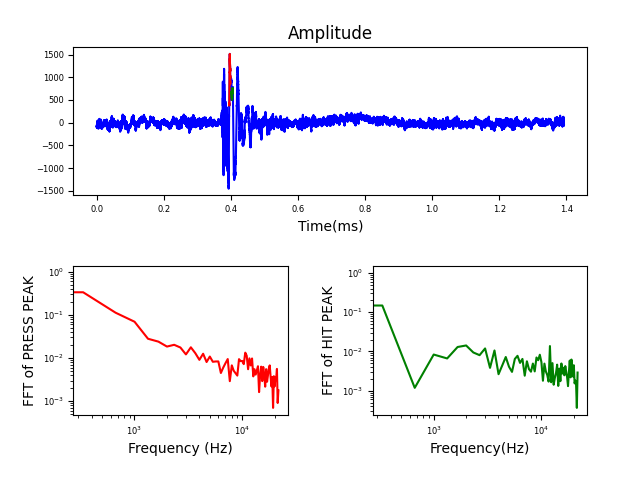 Amplitude
1500
1000
500
0
−500
−1000
−1500
0.0 0.2 0.4 0.6 0.8 1.0 1.2 1.4
Time(ms)
FFT of PRESS PEAK
10⁰
10⁻¹
10⁻²
10⁻³
10³ 10⁴
Frequency (Hz)
FFT of HIT PEAK
10⁰
10⁻¹
10⁻²
10⁻³
10³ 10⁴
Frequency(Hz)